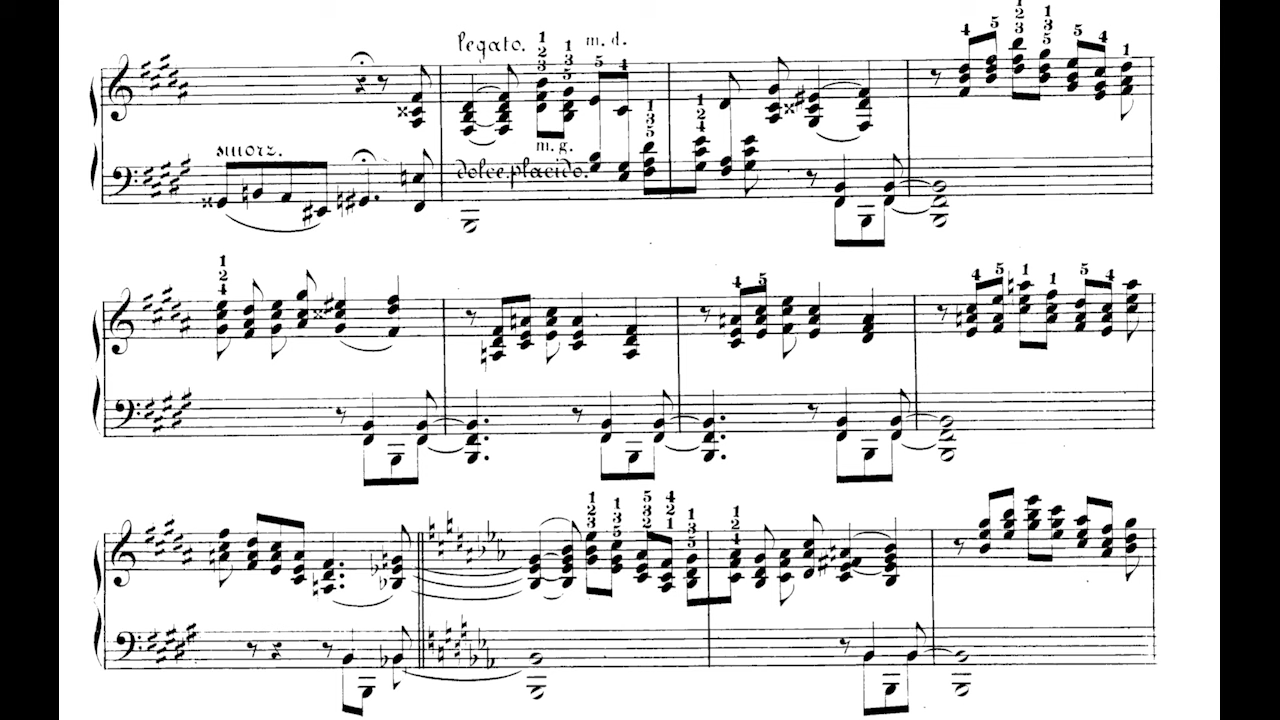 legato.
m. d.
smorz.
m. g.
dolce. placido.